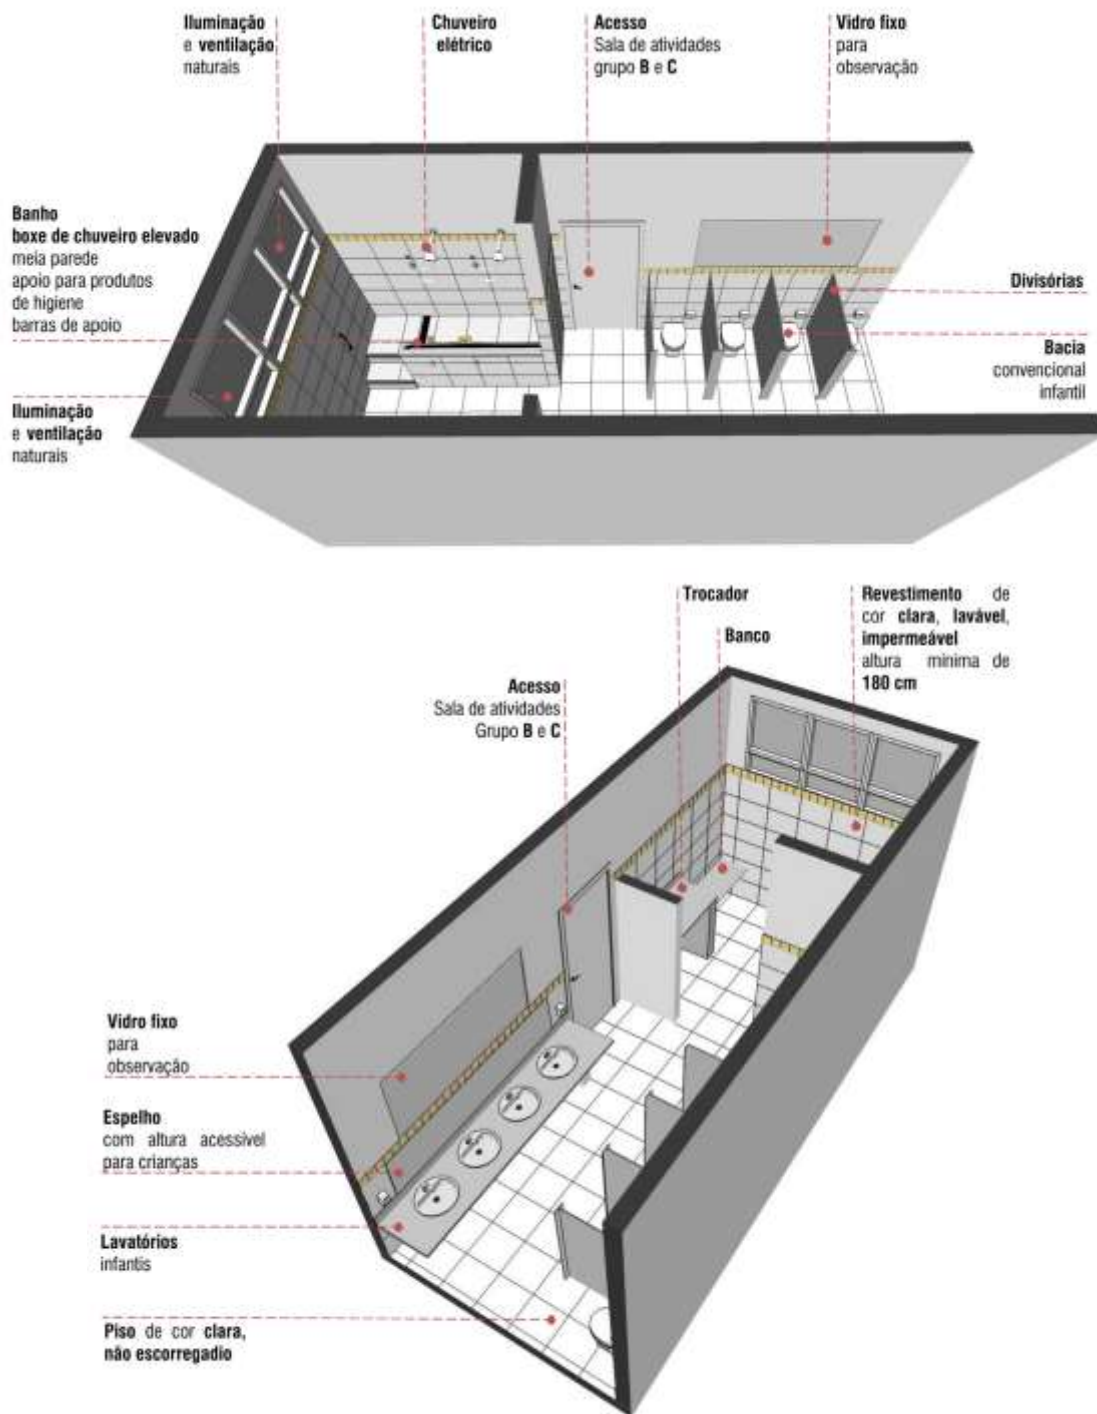 Iluminação
e ventilação
naturais
Chuveiro
elétrico
Acesso
Sala de atividades
grupo B e C
Vidro fixo
para
observação
Banho
boxe de chuveiro elevado
meia parede
apoio para produtos
de higiene
barras de apoio
Divisórias
Bacia
convencional
infantil
Iluminação
e ventilação
naturais
Trocador
Banco
Revestimento de
cor clara, lavável,
impermeável
altura mínima de
180 cm
Acesso
Sala de atividades
Grupo B e C
Vidro fixo
para
observação
Espelho
com altura acessível
para crianças
Lavatórios
infantis
Piso de cor clara,
não escorregadio